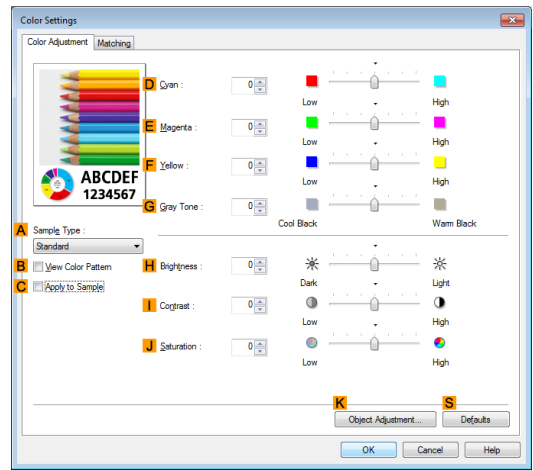 Color Settings
Color Adjustment Matching
D Cyan : 0
Low High
E Magenta : 0
Low High
F Yellow : 0
Low High
ABCDEF
1234567
G Gray Tone : 0
Cool Black Warm Black
A Sample Type :
Standard
B View Color Pattern
C Apply to Sample
H Brightness : 0
Dark Light
I Contrast : 0
Low High
J Saturation : 0
Low High
K S
Object Adjustment... Defaults
OK Cancel Help